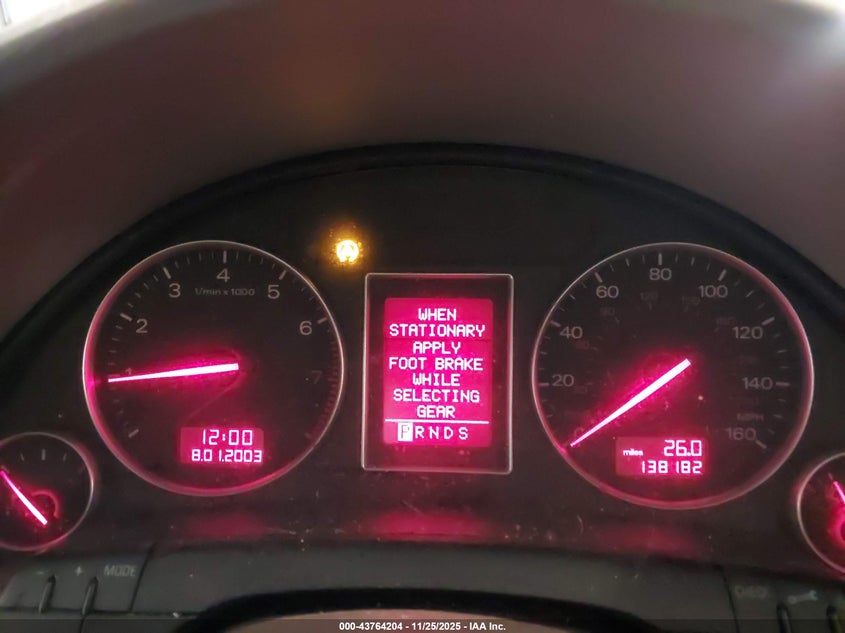 1/min x 1000
1
2
3
4
5
6
7
12:00
8.01.2003
WHEN
STATIONARY
APPLY
FOOT BRAKE
WHILE
SELECTING
GEAR
P R N D S
20
40
60
80
100
120
140
160
MPH
miles
26.0
138182
- + MODE
000-43764204 - 11/25/2025 - IAA Inc.